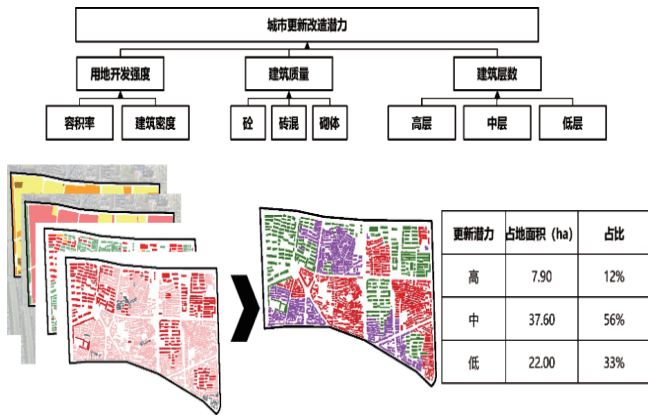 城市更新改造潜力
用地开发强度 建筑质量 建筑层数
容积率 建筑密度 砼 砖混 砌体 高层 中层 低层
更新潜力 占地面积（ha） 占比
高 7.90 12%
中 37.60 56%
低 22.00 33%